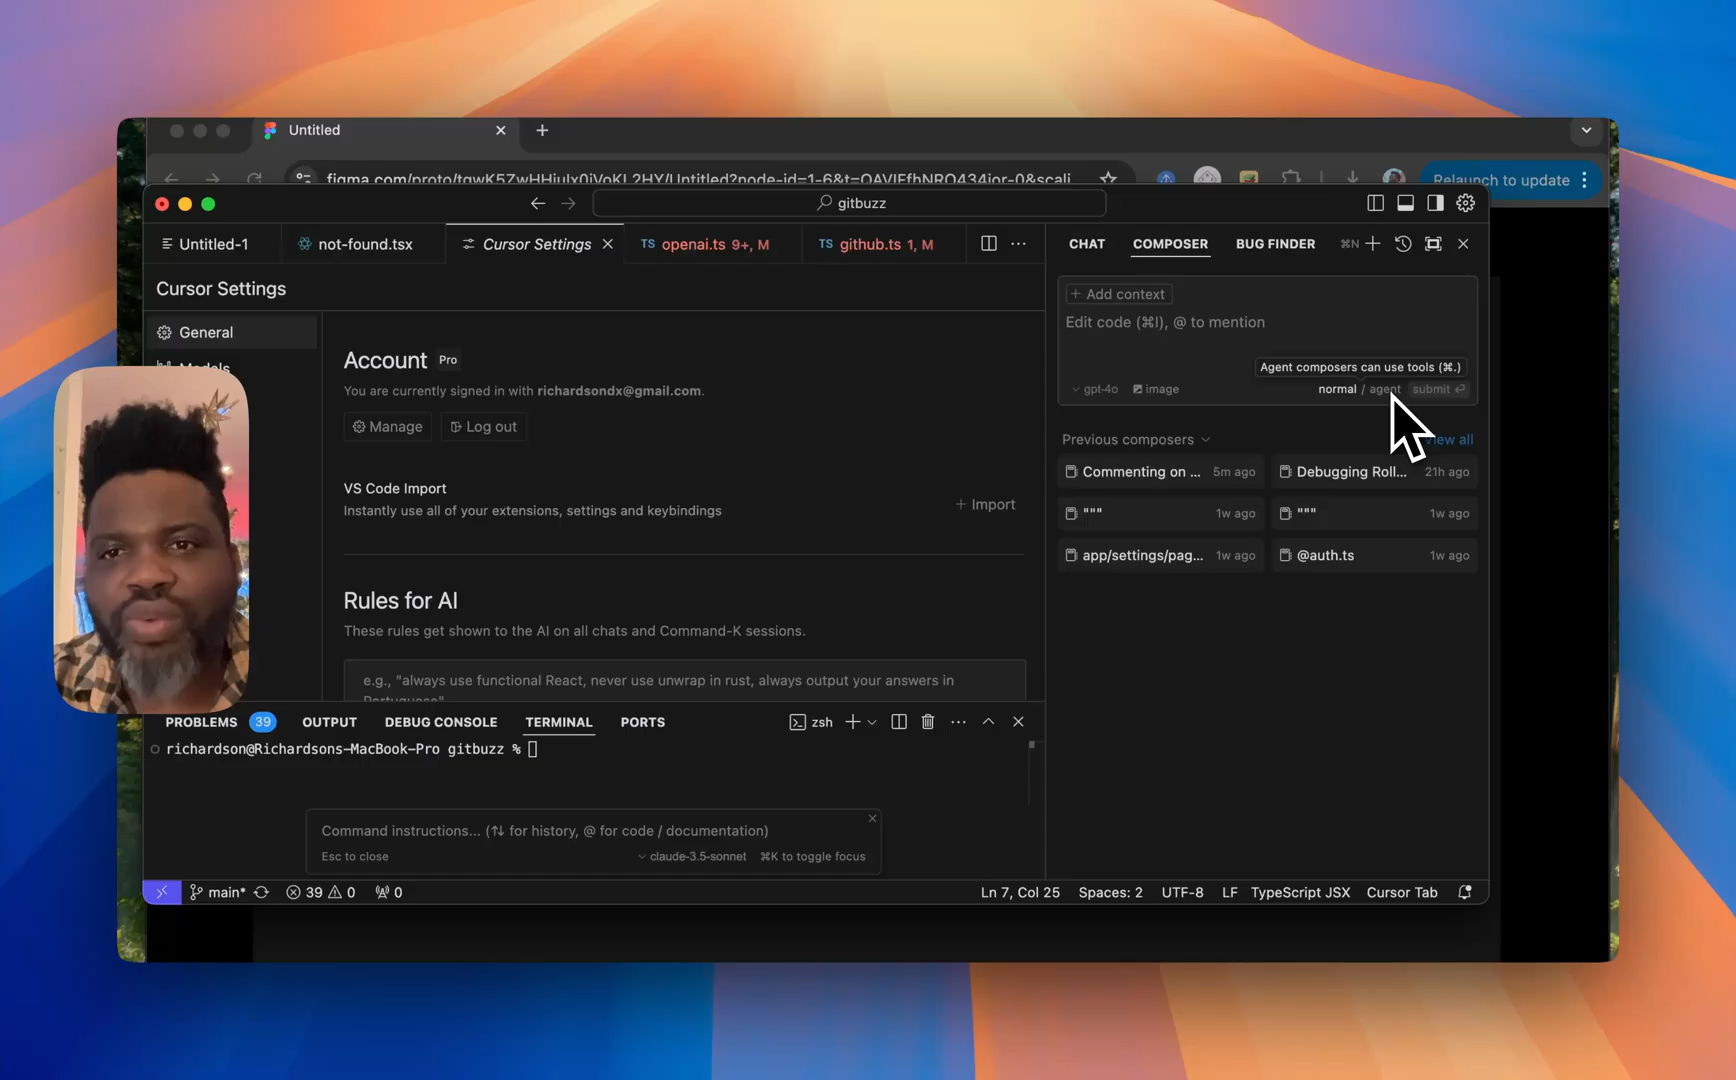 Untitled
figma.com/proto/
Relaunch to update
gitbuzz
Untitled-1
not-found.tsx
Cursor Settings
TS openai.ts 9+, M
TS github.ts 1, M
CHAT
COMPOSER
BUG FINDER
⌘N
Cursor Settings
+ Add context
Edit code (⌘I), @ to mention
Agent composers can use tools (⌘.)
gpt-4o
image
normal / agent
submit ⏎
General
Models
Account Pro
You are currently signed in with richardsondx@gmail.com.
Manage
Log out
VS Code Import
Instantly use all of your extensions, settings and keybindings
+ Import
Rules for AI
These rules get shown to the AI on all chats and Command-K sessions.
e.g., "always use functional React, never use unwrap in rust, always output your answers in
Portuguese"
Previous composers
View all
Commenting on ... 5m ago
Debugging Roll... 21h ago
""" 1w ago
""" 1w ago
app/settings/pag... 1w ago
@auth.ts 1w ago
PROBLEMS 39
OUTPUT
DEBUG CONSOLE
TERMINAL
PORTS
zsh
richardson@Richardsons-MacBook-Pro gitbuzz %
Command instructions... (↑↓ for history, @ for code / documentation)
Esc to close
claude-3.5-sonnet
⌘K to toggle focus
main*
39
0
0
Ln 7, Col 25
Spaces: 2
UTF-8
LF
TypeScript JSX
Cursor Tab